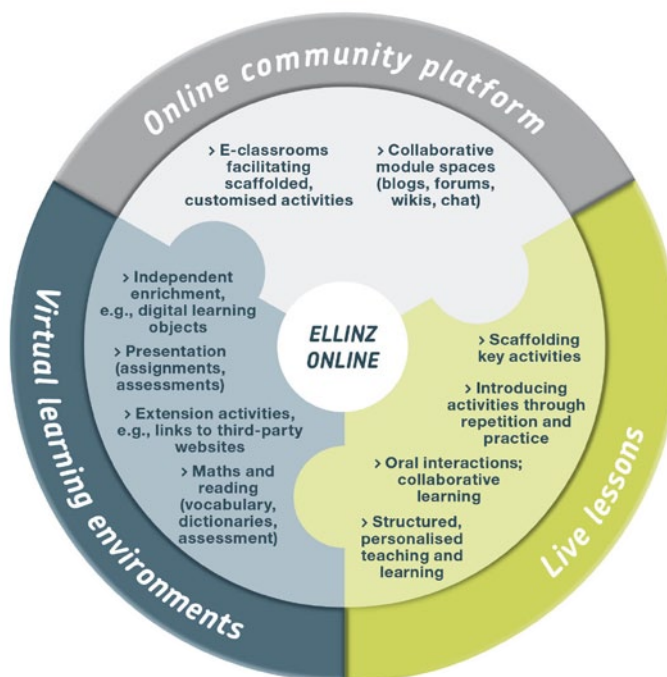 Online community platform
> E-classrooms
facilitating
scaffolded,
customised activities
> Collaborative
module spaces
(blogs, forums,
wikis, chat)
Virtual learning environments
> Independent
enrichment,
e.g., digital learning
objects
> Presentation
(assignments,
assessments)
> Extension activities,
e.g., links to third-party
websites
> Maths and
reading
(vocabulary,
dictionaries,
assessment)
ELLINZ
ONLINE
> Scaffolding
key activities
> Introducing
activities through
repetition and
practice
> Oral interactions;
collaborative
learning
> Structured,
personalised
teaching and
learning
Live lessons